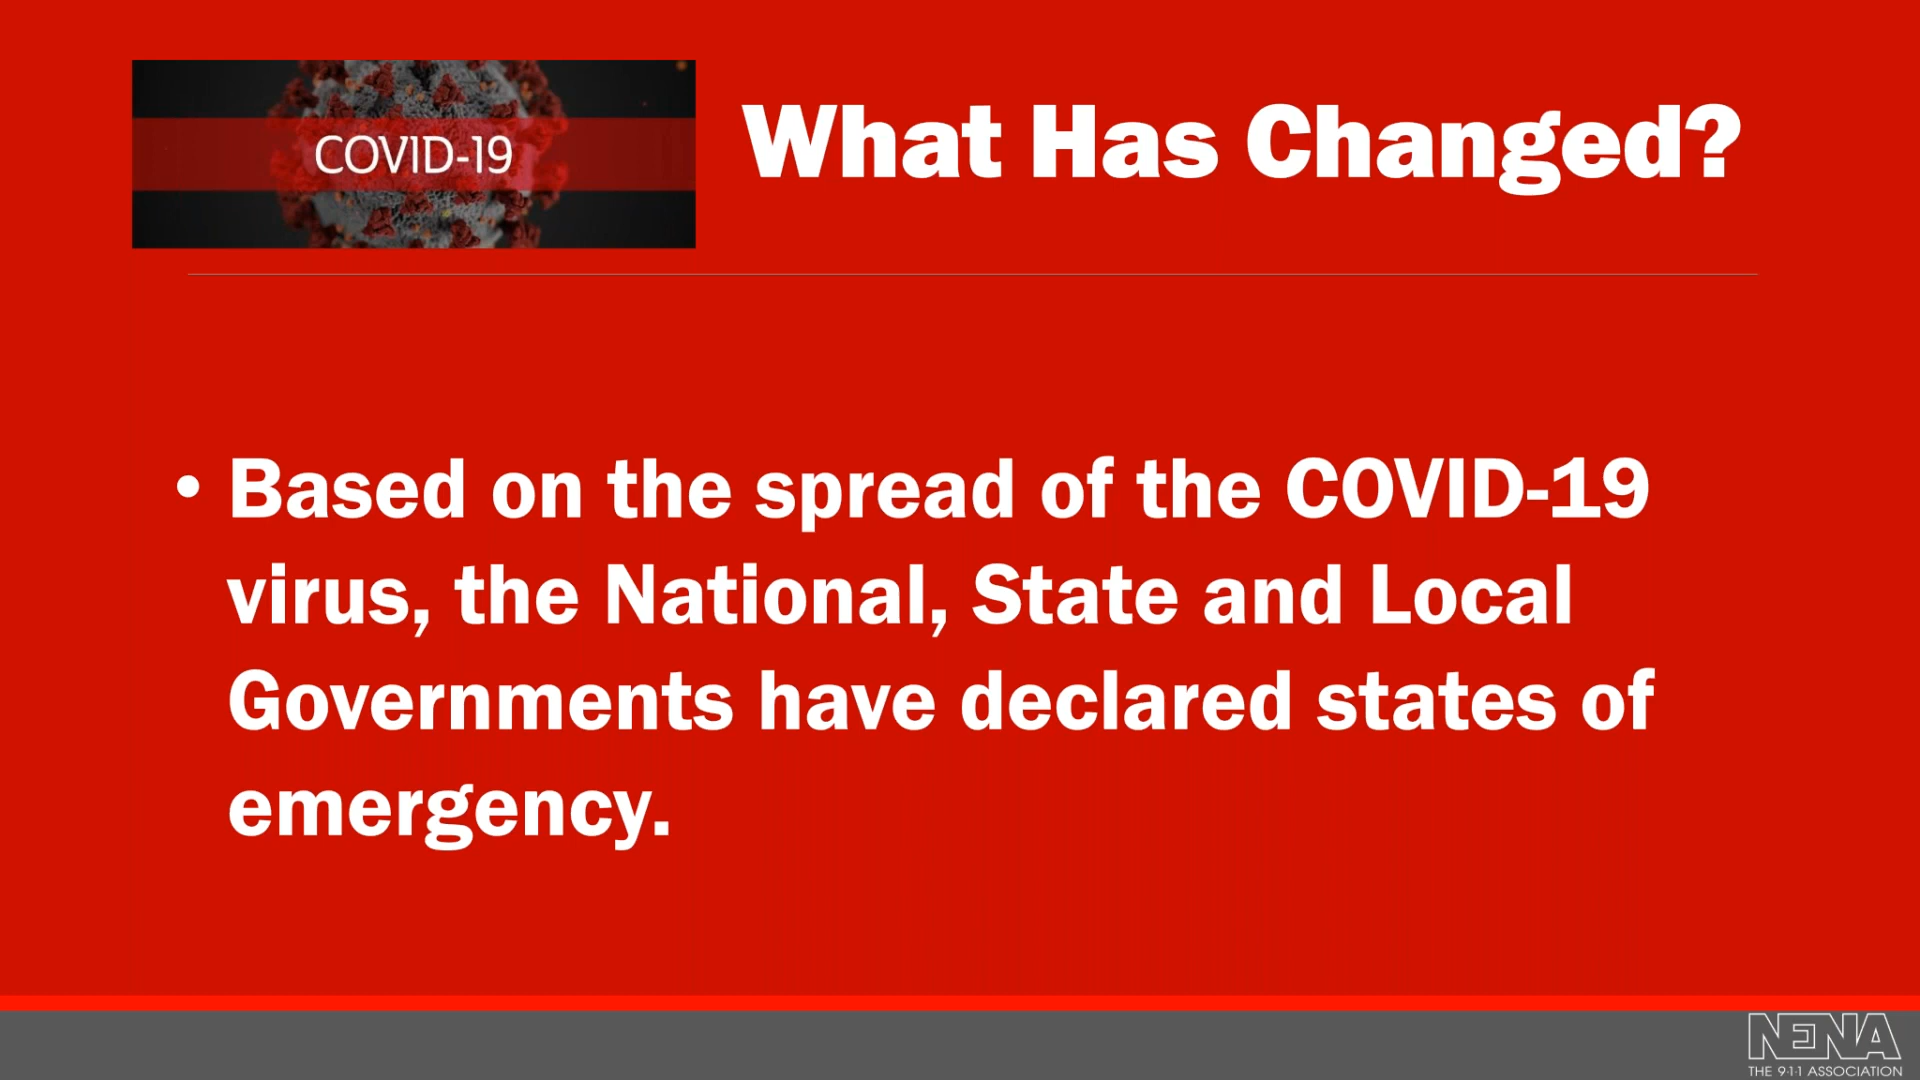 COVID-19
What Has Changed?
• Based on the spread of the COVID-19
virus, the National, State and Local
Governments have declared states of
emergency.
NENA
THE 9-1-1 ASSOCIATION